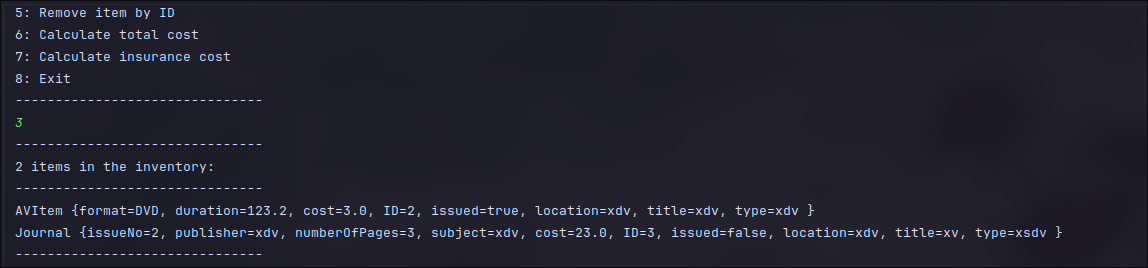 5: Remove item by ID
6: Calculate total cost
7: Calculate insurance cost
8: Exit
-------------------------------
3
-------------------------------
2 items in the inventory:
-------------------------------
AVItem {format=DVD, duration=123.2, cost=3.0, ID=2, issued=true, location=xdv, title=xdv, type=xdv }
Journal {issueNo=2, publisher=xdv, numberOfPages=3, subject=xdv, cost=23.0, ID=3, issued=false, location=xdv, title=xv, type=xsdv }
-------------------------------